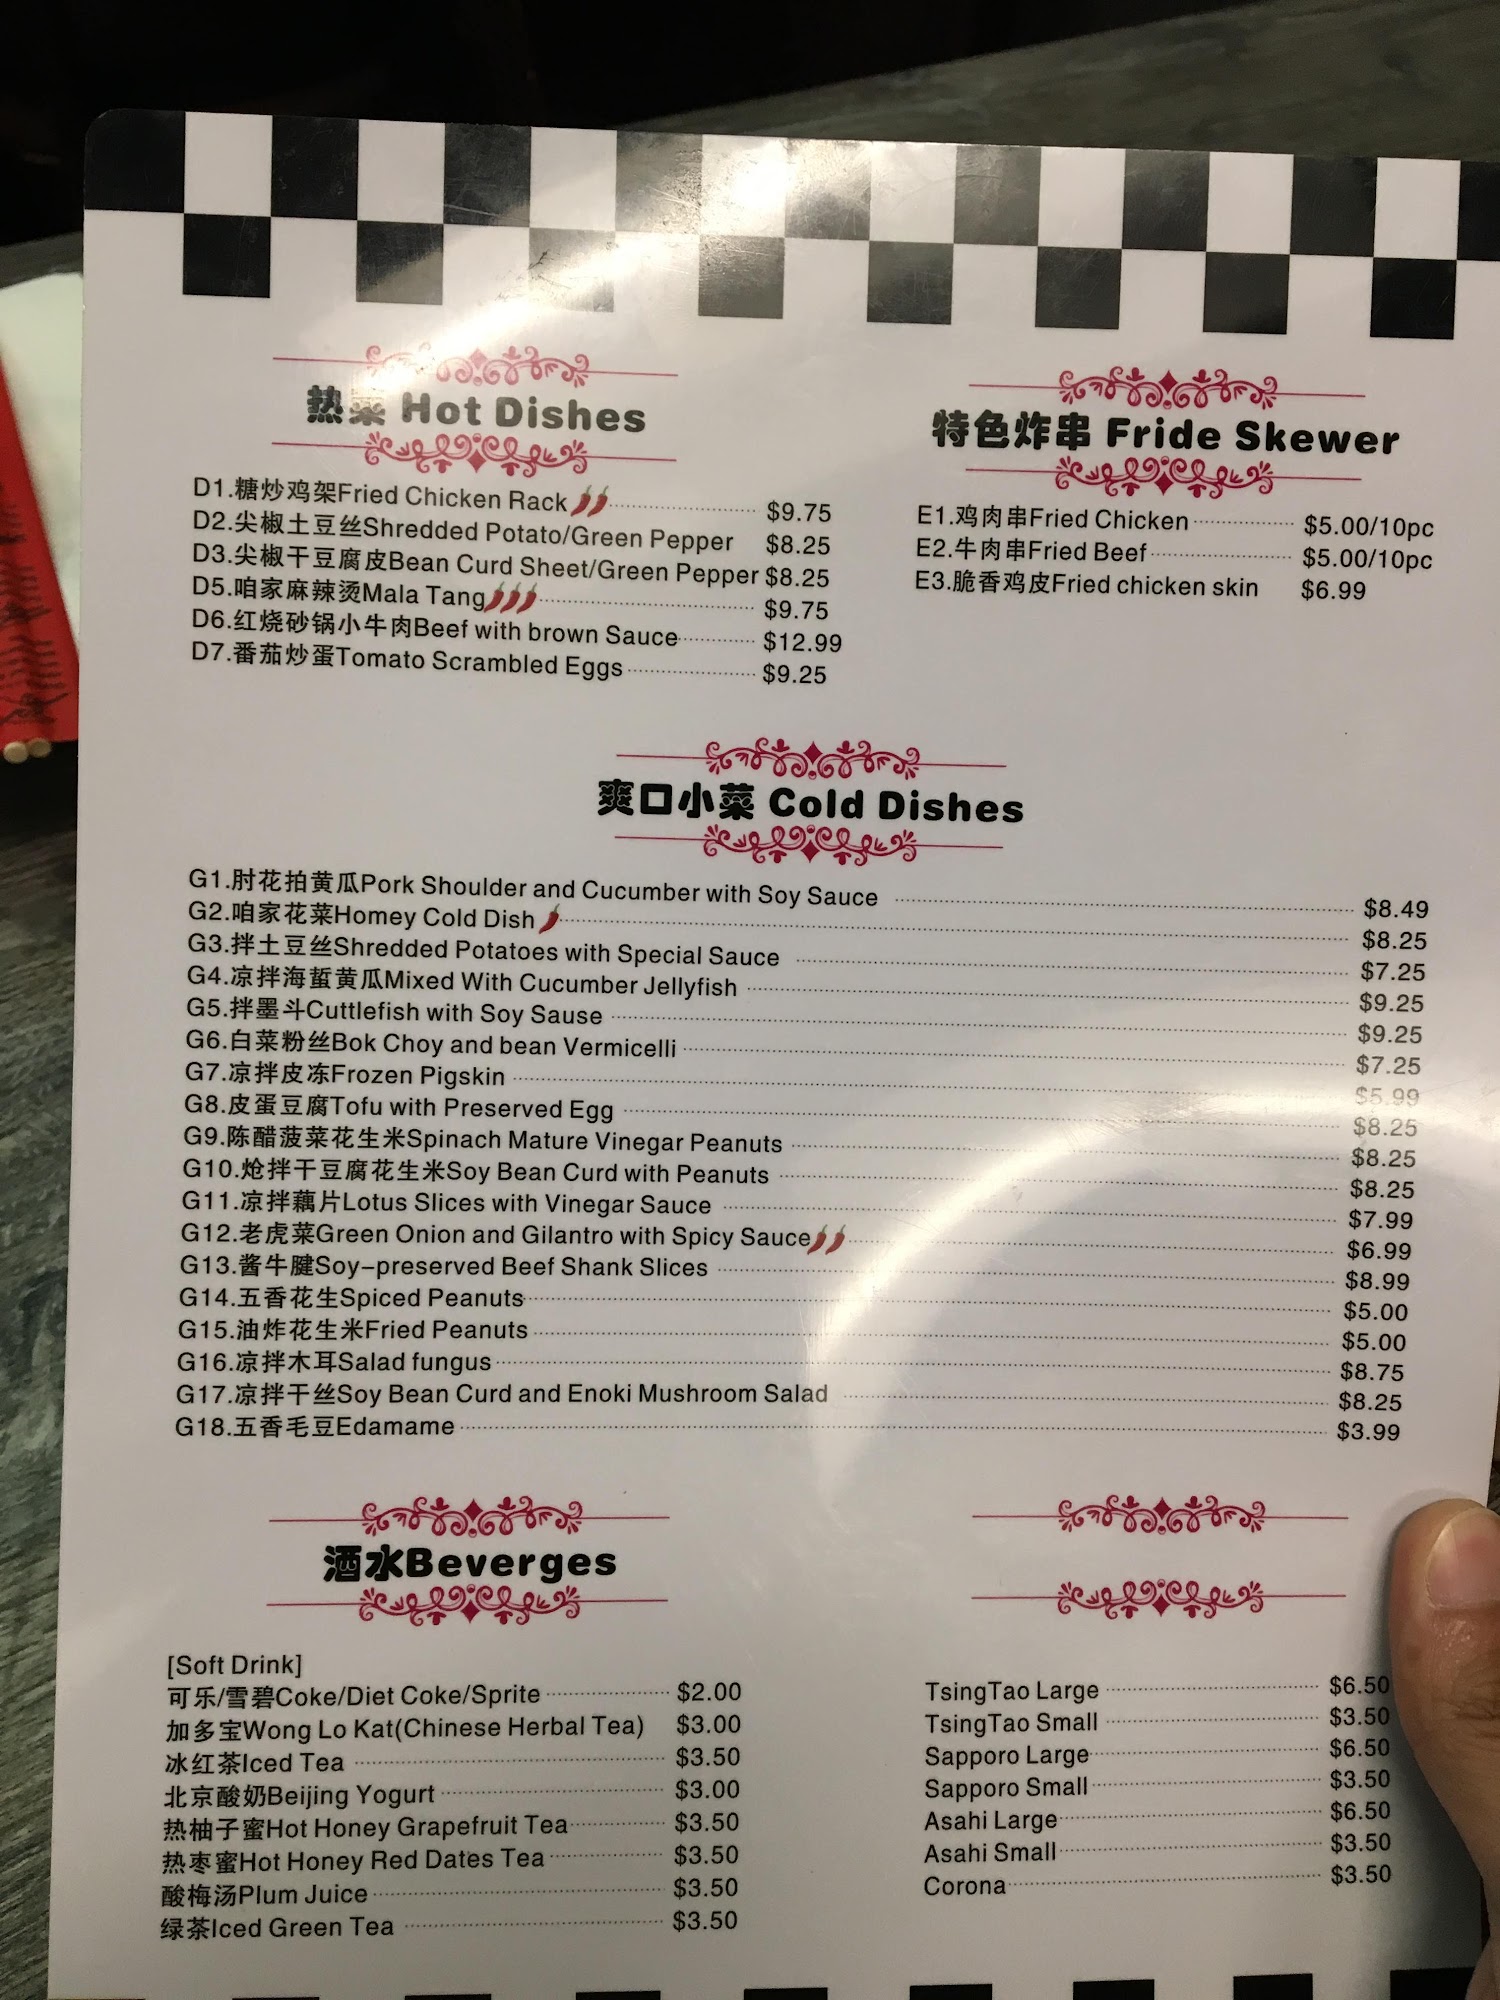 热菜 Hot Dishes
D1.糖炒鸡架Fried Chicken Rack $9.75
D2.尖椒土豆丝Shredded Potato/Green Pepper $8.25
D3.尖椒干豆腐皮Bean Curd Sheet/Green Pepper $8.25
D5.咱家麻辣烫Mala Tang $9.75
D6.红烧砂锅小牛肉Beef with brown Sauce $12.99
D7.番茄炒蛋Tomato Scrambled Eggs $9.25
特色炸串 Fride Skewer
E1.鸡肉串Fried Chicken $5.00/10pc
E2.牛肉串Fried Beef $5.00/10pc
E3.脆香鸡皮Fried chicken skin $6.99
爽口小菜 Cold Dishes
G1.肘花拍黄瓜Pork Shoulder and Cucumber with Soy Sauce $8.49
G2.咱家花菜Homey Cold Dish $8.25
G3.拌土豆丝Shredded Potatoes with Special Sauce $7.25
G4.凉拌海蜇黄瓜Mixed With Cucumber Jellyfish $9.25
G5.拌墨斗Cuttlefish with Soy Sause $9.25
G6.白菜粉丝Bok Choy and bean Vermicelli $7.25
G7.凉拌皮冻Frozen Pigskin $5.99
G8.皮蛋豆腐Tofu with Preserved Egg $8.25
G9.陈醋菠菜花生米Spinach Mature Vinegar Peanuts $8.25
G10.炝拌干豆腐花生米Soy Bean Curd with Peanuts $8.25
G11.凉拌藕片Lotus Slices with Vinegar Sauce $7.99
G12.老虎菜Green Onion and Gilantro with Spicy Sauce $6.99
G13.酱牛腱Soy-preserved Beef Shank Slices $8.99
G14.五香花生Spiced Peanuts $5.00
G15.油炸花生米Fried Peanuts $5.00
G16.凉拌木耳Salad fungus $8.75
G17.凉拌干丝Soy Bean Curd and Enoki Mushroom Salad $8.25
G18.五香毛豆Edamame $3.99
酒水Beverges
[Soft Drink]
可乐/雪碧Coke/Diet Coke/Sprite $2.00
加多宝Wong Lo Kat(Chinese Herbal Tea) $3.00
冰红茶Iced Tea $3.50
北京酸奶Beijing Yogurt $3.00
热柚子蜜Hot Honey Grapefruit Tea $3.50
热枣蜜Hot Honey Red Dates Tea $3.50
酸梅汤Plum Juice $3.50
绿茶Iced Green Tea $3.50
TsingTao Large $6.50
TsingTao Small $3.50
Sapporo Large $6.50
Sapporo Small $3.50
Asahi Large $6.50
Asahi Small $3.50
Corona $3.50